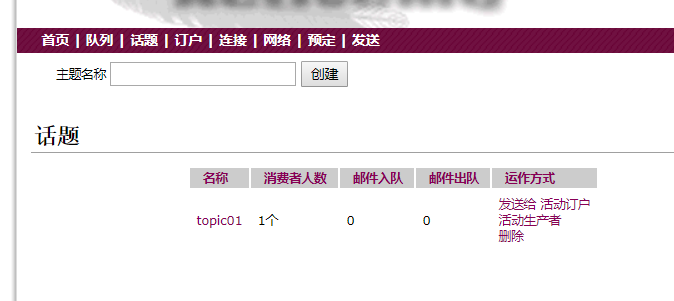 首页 | 队列 | 话题 | 订户 | 连接 | 网络 | 预定 | 发送
主题名称 创建
话题
名称 消费者人数 邮件入队 邮件出队 运作方式
topic01 1个 0 0 发送给 活动订户
活动生产者
删除